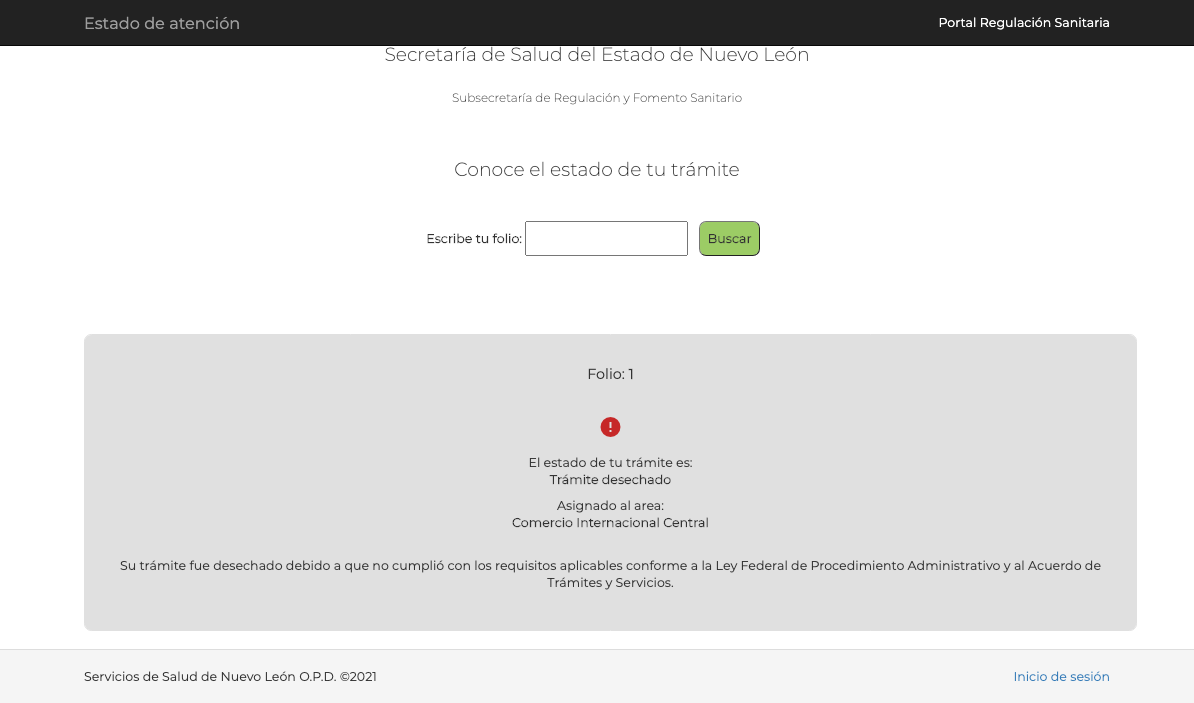 Estado de atención
Portal Regulación Sanitaria
Secretaría de Salud del Estado de Nuevo León
Subsecretaría de Regulación y Fomento Sanitario
Conoce el estado de tu trámite
Escribe tu folio:
Buscar
Folio: 1
El estado de tu trámite es:
Trámite desechado
Asignado al area:
Comercio Internacional Central
Su trámite fue desechado debido a que no cumplió con los requisitos aplicables conforme a la Ley Federal de Procedimiento Administrativo y al Acuerdo de
Trámites y Servicios.
Servicios de Salud de Nuevo León O.P.D. ©2021
Inicio de sesión